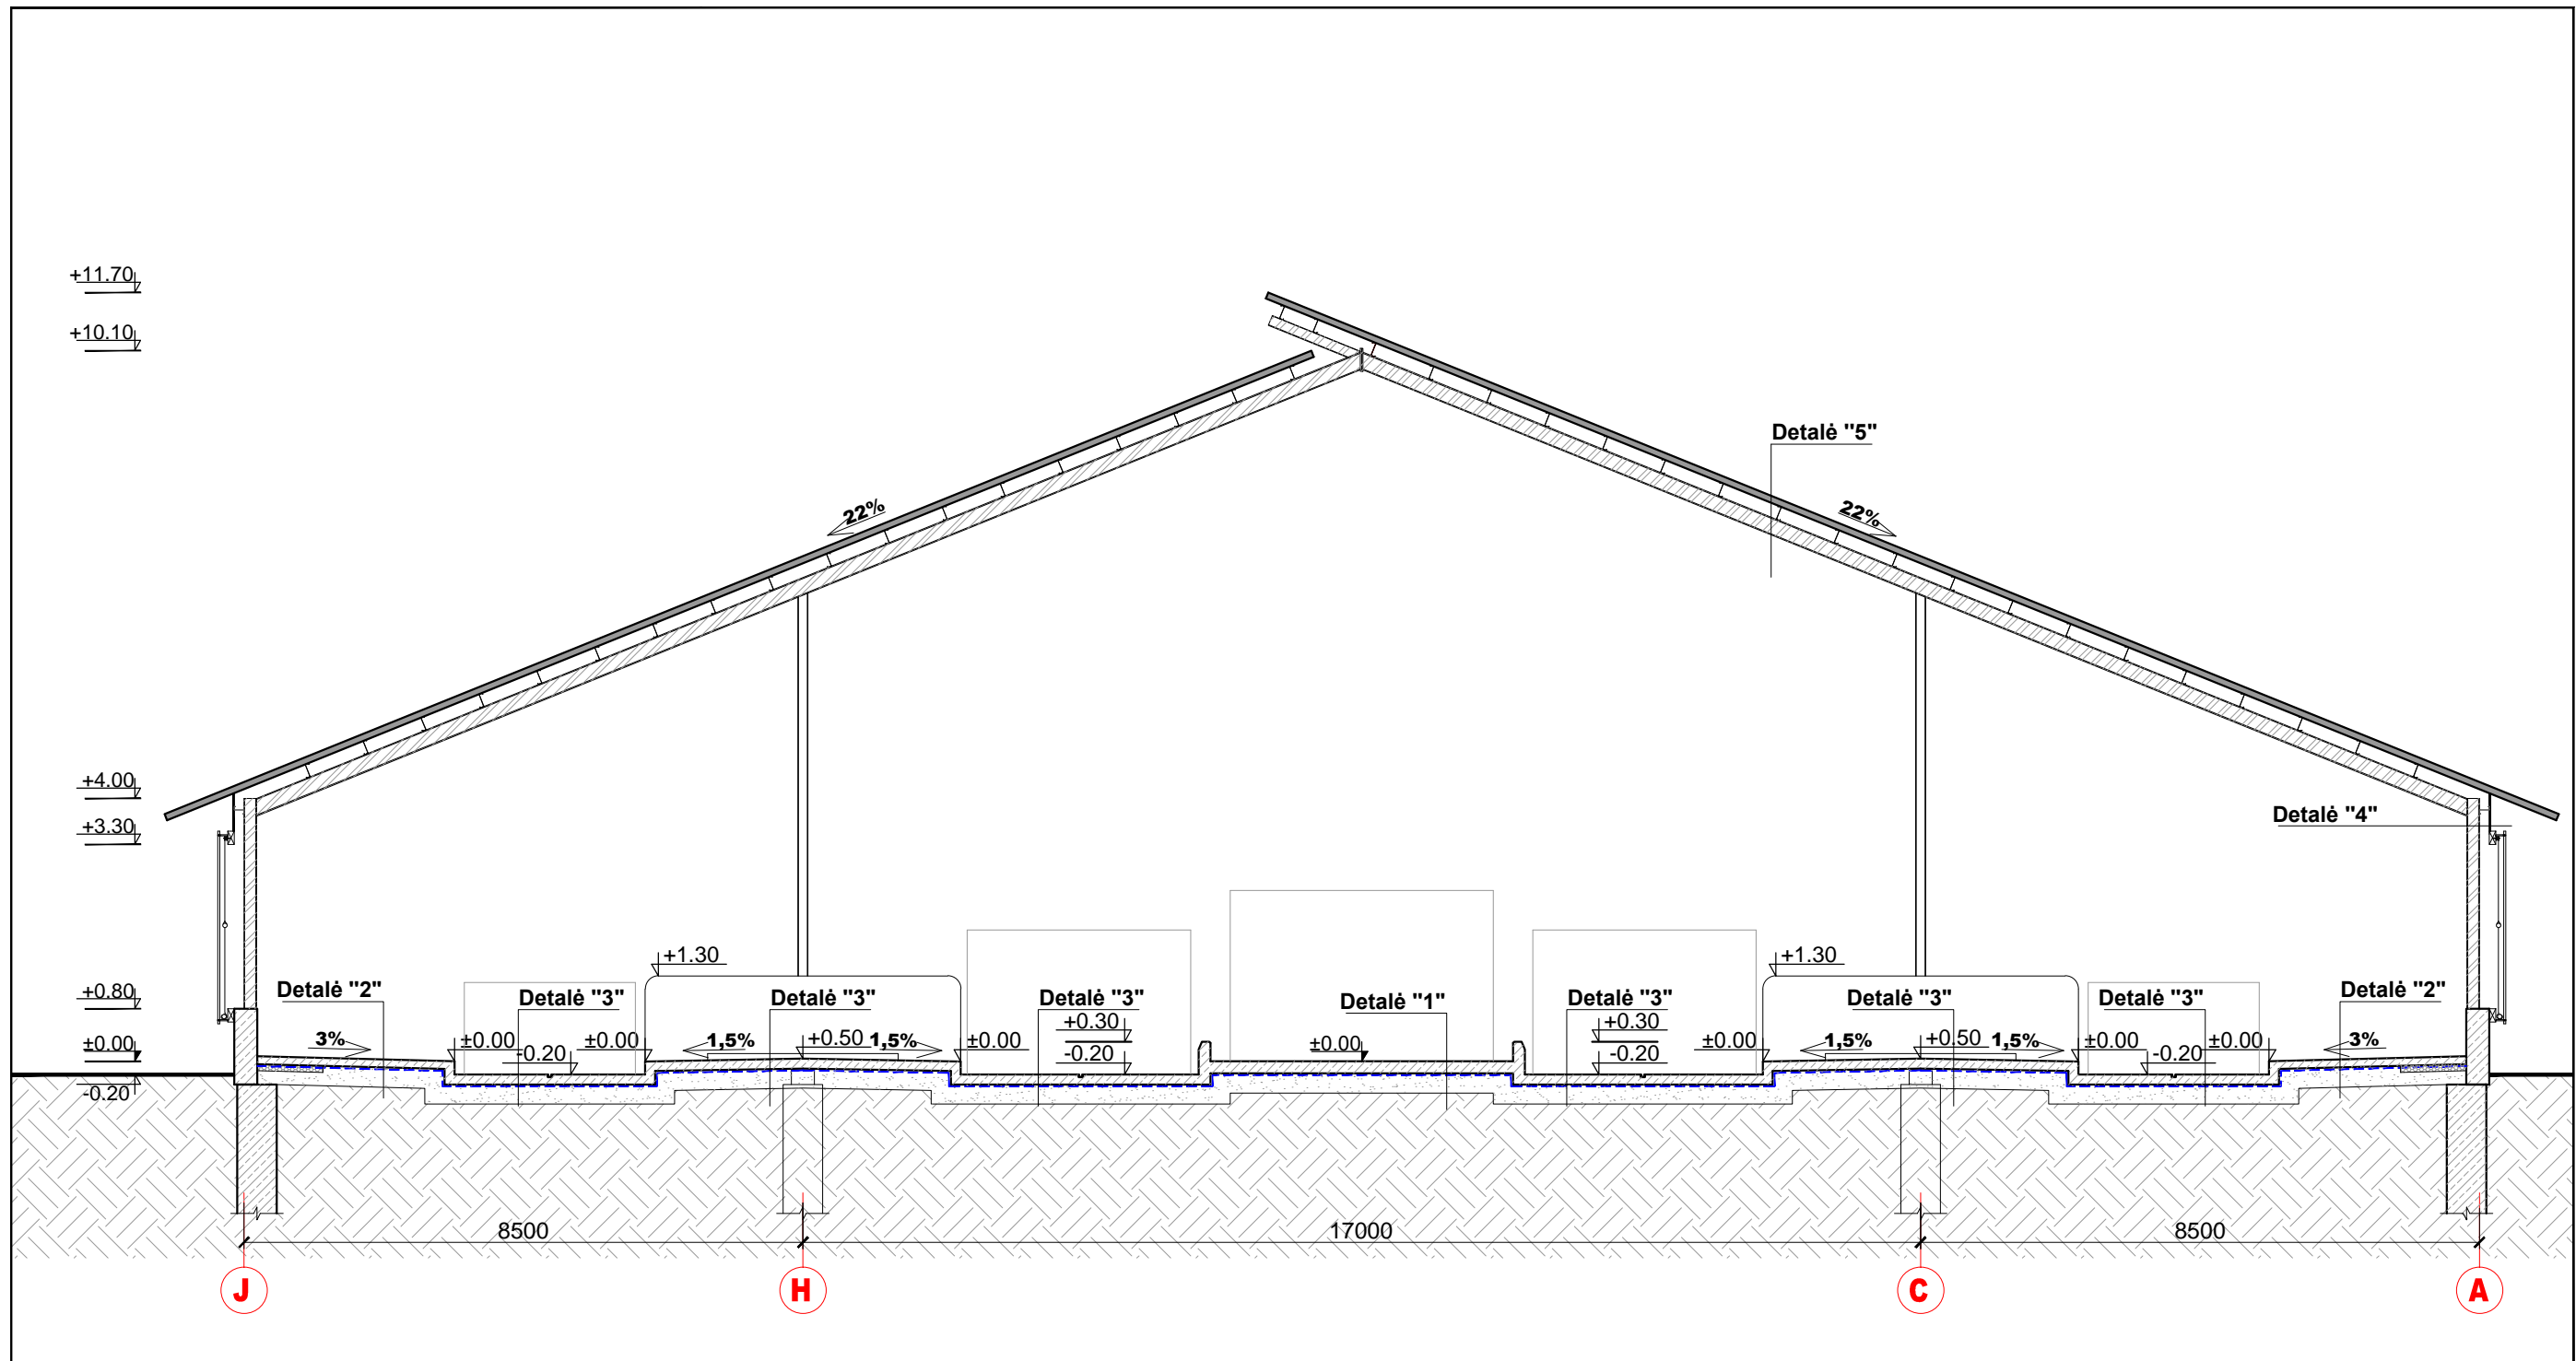 +11.70
+10.10
Detalė "5"
22%
22%
+4.00
Detalė "4"
+3.30
+1.30
+1.30
+0.80
Detalė "2"
Detalė "3"
Detalė "3"
Detalė "3"
Detalė "1"
Detalė "3"
Detalė "3"
Detalė "3"
Detalė "2"
+0.30
+0.30
±0.00
3%
±0.00
±0.00
1,5%
+0.50
1,5%
±0.00
±0.00
±0.00
1,5%
+0.50
1,5%
±0.00
±0.00
3%
-0.20
-0.20
-0.20
-0.20
-0.20
8500
17000
8500
J
H
C
A